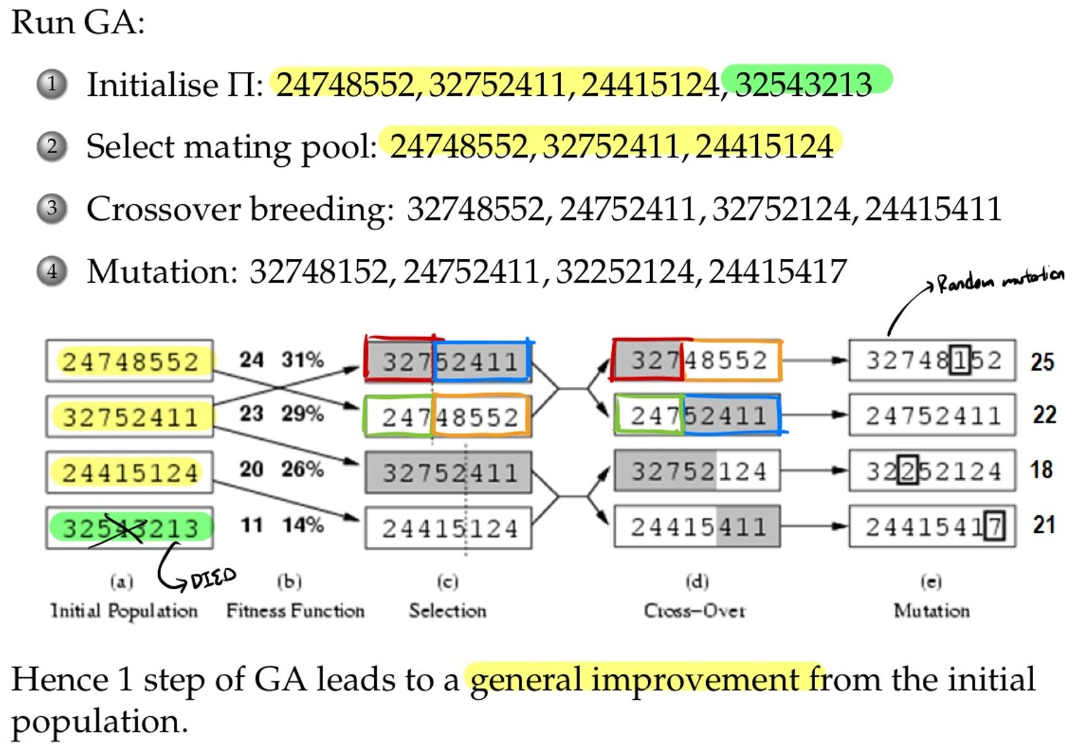 Run GA:
1 Initialise Π: 24748552, 32752411, 24415124, 32543213
2 Select mating pool: 24748552, 32752411, 24415124
3 Crossover breeding: 32748552, 24752411, 32752124, 24415411
4 Mutation: 32748152, 24752411, 32252124, 24415417
Random mutation
24748552 24 31% 32752411 32748552 32748152 25
32752411 23 29% 24748552 24752411 24752411 22
24415124 20 26% 32752411 32752124 32252124 18
32543213 11 14% 24415124 24415411 24415417 21
DIED
(a) (b) (c) (d) (e)
Initial Population Fitness Function Selection Cross-Over Mutation
Hence 1 step of GA leads to a general improvement from the initial
population.